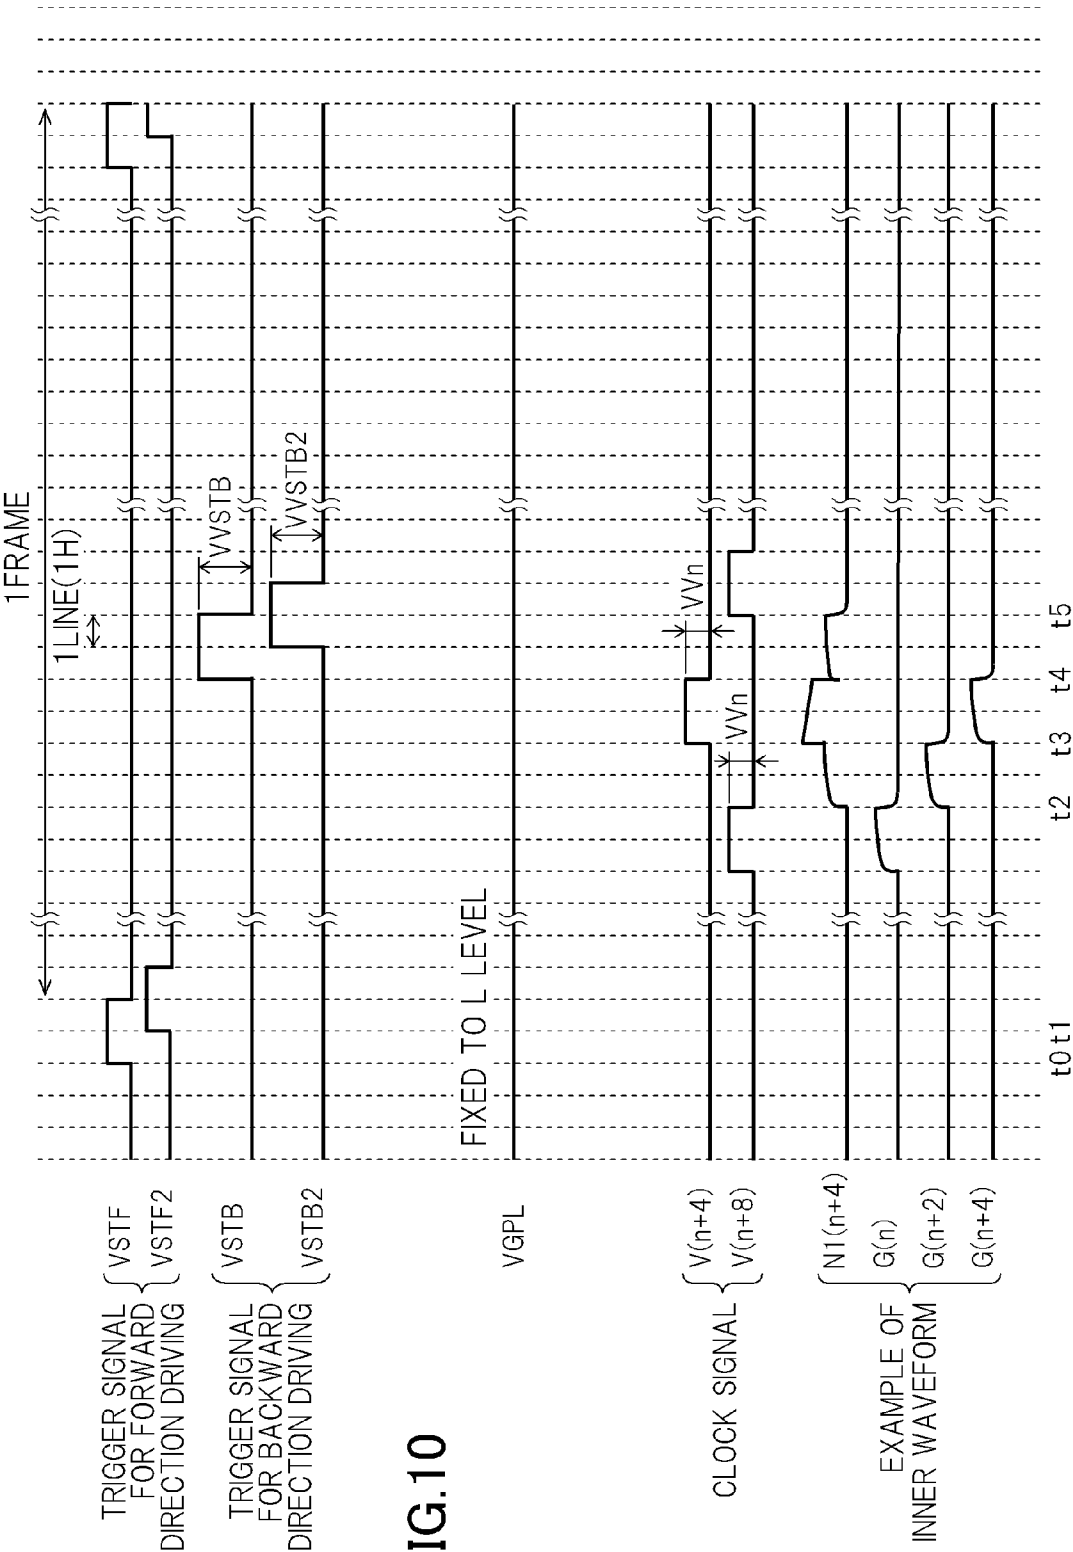 1FRAME
1LINE(1H)
TRIGGER SIGNAL
FOR FORWARD
DIRECTION DRIVING
VSTF
VSTF2
TRIGGER SIGNAL
FOR BACKWARD
DIRECTION DRIVING
VSTB
VSTB2
VVSTB
VVSTB2
VGPL
FIXED TO L LEVEL
CLOCK SIGNAL
V(n+4)
V(n+8)
VVn
VVn
EXAMPLE OF
INNER WAVEFORM
N1(n+4)
G(n)
G(n+2)
G(n+4)
t0 t1 t2 t3 t4 t5
IG.10